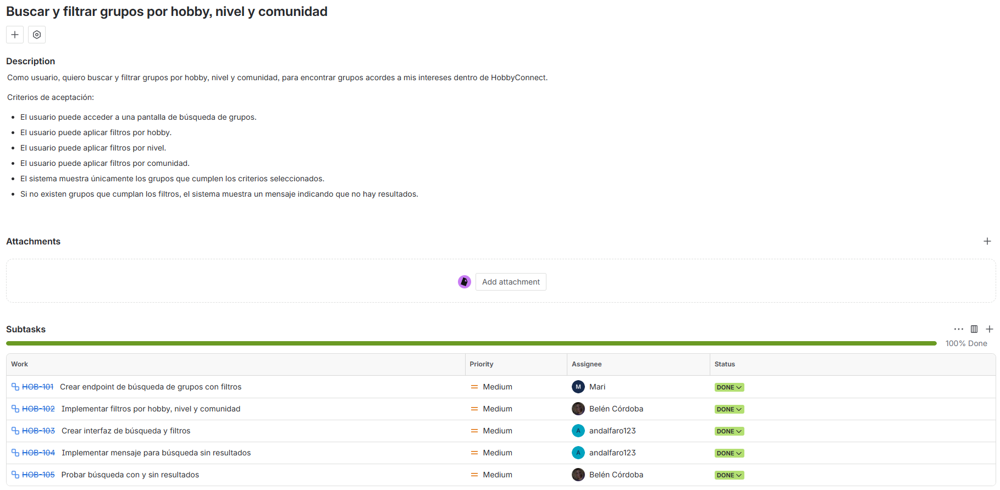 Buscar y filtrar grupos por hobby, nivel y comunidad
Description
Como usuario, quiero buscar y filtrar grupos por hobby, nivel y comunidad, para encontrar grupos acordes a mis intereses dentro de HobbyConnect.
Criterios de aceptación:
• El usuario puede acceder a una pantalla de búsqueda de grupos.
• El usuario puede aplicar filtros por hobby.
• El usuario puede aplicar filtros por nivel.
• El usuario puede aplicar filtros por comunidad.
• El sistema muestra únicamente los grupos que cumplen los criterios seleccionados.
• Si no existen grupos que cumplan los filtros, el sistema muestra un mensaje indicando que no hay resultados.
Attachments
Add attachment
Subtasks
100% Done
Work Priority Assignee Status
HOB-101 Crear endpoint de búsqueda de grupos con filtros Medium M Mari DONE
HOB-102 Implementar filtros por hobby, nivel y comunidad Medium Belén Córdoba DONE
HOB-103 Crear interfaz de búsqueda y filtros Medium A andalfaro123 DONE
HOB-104 Implementar mensaje para búsqueda sin resultados Medium A andalfaro123 DONE
HOB-105 Probar búsqueda con y sin resultados Medium Belén Córdoba DONE